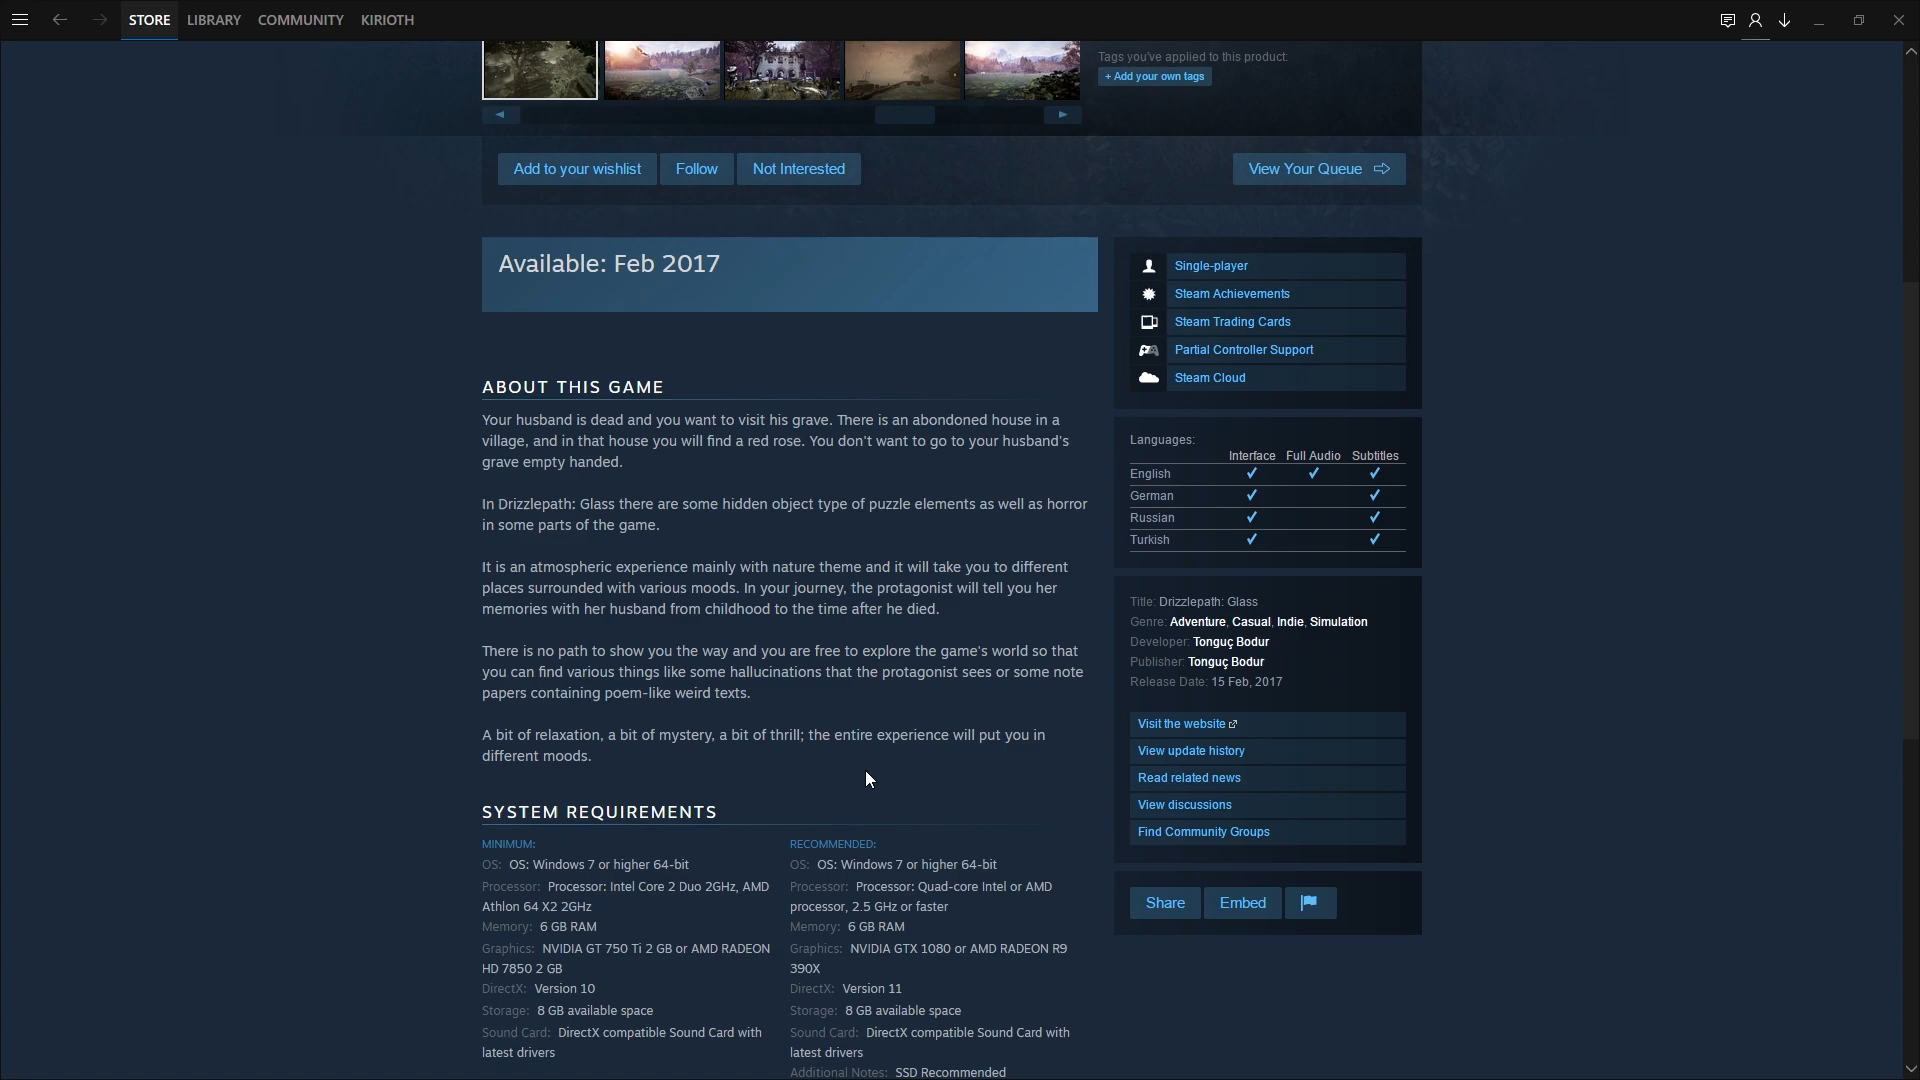 STORE LIBRARY COMMUNITY KIRIOTH
Tags you've applied to this product:
+ Add your own tags
Add to your wishlist Follow Not Interested View Your Queue
Available: Feb 2017
ABOUT THIS GAME
Your husband is dead and you want to visit his grave. There is an abondoned house in a
village, and in that house you will find a red rose. You don't want to go to your husband's
grave empty handed.
In Drizzlepath: Glass there are some hidden object type of puzzle elements as well as horror
in some parts of the game.
It is an atmospheric experience mainly with nature theme and it will take you to different
places surrounded with various moods. In your journey, the protagonist will tell you her
memories with her husband from childhood to the time after he died.
There is no path to show you the way and you are free to explore the game's world so that
you can find various things like some hallucinations that the protagonist sees or some note
papers containing poem-like weird texts.
A bit of relaxation, a bit of mystery, a bit of thrill; the entire experience will put you in
different moods.
SYSTEM REQUIREMENTS
MINIMUM:
OS: OS: Windows 7 or higher 64-bit
Processor: Processor: Intel Core 2 Duo 2GHz, AMD
Athlon 64 X2 2GHz
Memory: 6 GB RAM
Graphics: NVIDIA GT 750 Ti 2 GB or AMD RADEON
HD 7850 2 GB
DirectX: Version 10
Storage: 8 GB available space
Sound Card: DirectX compatible Sound Card with
latest drivers
RECOMMENDED:
OS: OS: Windows 7 or higher 64-bit
Processor: Processor: Quad-core Intel or AMD
processor, 2.5 GHz or faster
Memory: 6 GB RAM
Graphics: NVIDIA GTX 1080 or AMD RADEON R9
390X
DirectX: Version 11
Storage: 8 GB available space
Sound Card: DirectX compatible Sound Card with
latest drivers
Additional Notes: SSD Recommended
Single-player
Steam Achievements
Steam Trading Cards
Partial Controller Support
Steam Cloud
Languages:
Interface Full Audio Subtitles
English ✔ ✔ ✔
German ✔ ✔
Russian ✔ ✔
Turkish ✔ ✔
Title: Drizzlepath: Glass
Genre: Adventure, Casual, Indie, Simulation
Developer: Tonguç Bodur
Publisher: Tonguç Bodur
Release Date: 15 Feb, 2017
Visit the website
View update history
Read related news
View discussions
Find Community Groups
Share Embed